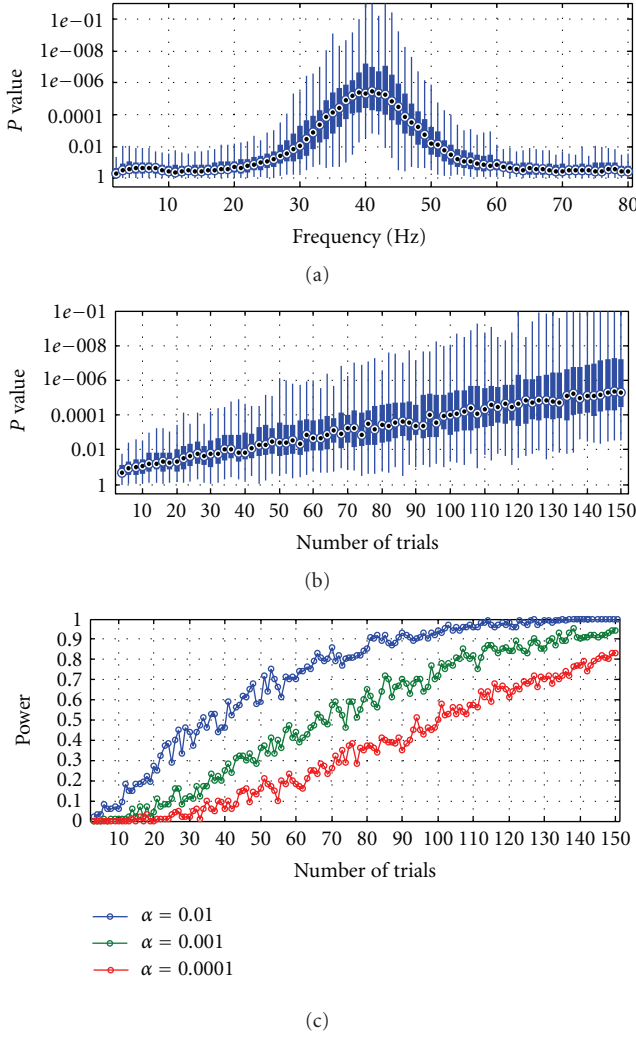 1e−01
1e−008
1e−006
0.0001
0.01
1
P value
10 20 30 40 50 60 70 80
Frequency (Hz)
(a)
1e−01
1e−008
1e−006
0.0001
0.01
1
P value
10 20 30 40 50 60 70 80 90 100 110 120 130 140 150
Number of trials
(b)
1
0.9
0.8
0.7
0.6
0.5
0.4
0.3
0.2
0.1
0
Power
10 20 30 40 50 60 70 80 90 100 110 120 130 140 150
Number of trials
α = 0.01
α = 0.001
α = 0.0001
(c)